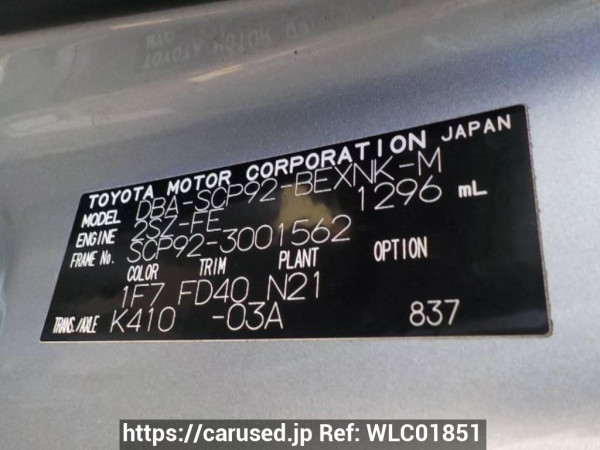 TOYOTA MOTOR CORPORATION JAPAN
MODEL DBA-SCP92-BEXNK-M
ENGINE 2SZ-FE 1296 mL
FRAME No. SCP92-3001562
COLOR TRIM PLANT OPTION
1F7 FD40 N21
TRANS./AXLE K410 -03A 837
https://carused.jp Ref: WLC01851